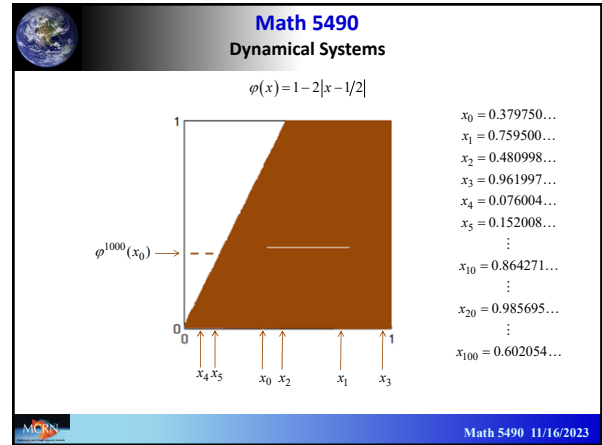 Math 5490
Dynamical Systems
φ(x) = 1 − 2|x − 1/2|
1
φ¹⁰⁰⁰(x₀)
0
0
1
x₄ x₅ x₀ x₂ x₁ x₃
x₀ = 0.379750…
x₁ = 0.759500…
x₂ = 0.480998…
x₃ = 0.961997…
x₄ = 0.076004…
x₅ = 0.152008…
⋮
x₁₀ = 0.864271…
⋮
x₂₀ = 0.985695…
⋮
x₁₀₀ = 0.602054…
MCRN
Math 5490 11/16/2023